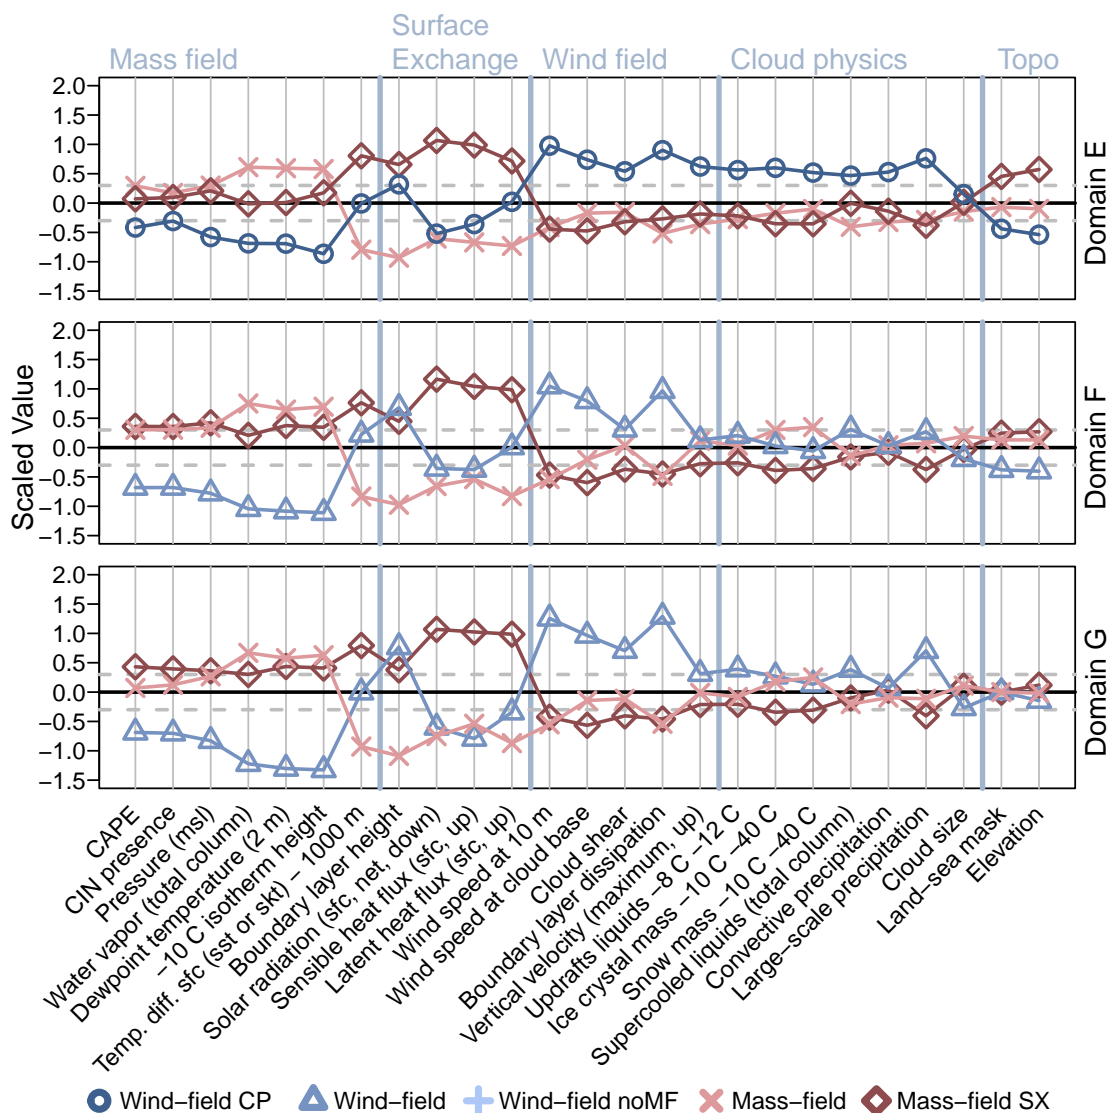 Surface
Mass field Exchange Wind field Cloud physics Topo
2.0
1.5
1.0
0.5
0.0
−0.5
−1.0
−1.5
Domain E
2.0
1.5
1.0
0.5
0.0
−0.5
−1.0
−1.5
Domain F
Scaled Value
2.0
1.5
1.0
0.5
0.0
−0.5
−1.0
−1.5
Domain G
CAPE
CIN presence
Pressure (msl)
Water vapor (total column)
Dewpoint temperature (2 m)
−10 C isotherm height
Temp. diff. sfc (sst or skt) − 1000 m
Boundary layer height
Solar radiation (sfc, net, down)
Sensible heat flux (sfc, up)
Latent heat flux (sfc, up)
Wind speed at 10 m
Wind speed at cloud base
Cloud shear
Boundary layer dissipation
Vertical velocity (maximum, up)
Updrafts liquids −8 C −12 C
Ice crystal mass −10 C −40 C
Snow mass −10 C −40 C
Supercooled liquids (total column)
Convective precipitation
Large−scale precipitation
Cloud size
Land−sea mask
Elevation
Wind−field CP Wind−field Wind−field noMF Mass−field Mass−field SX